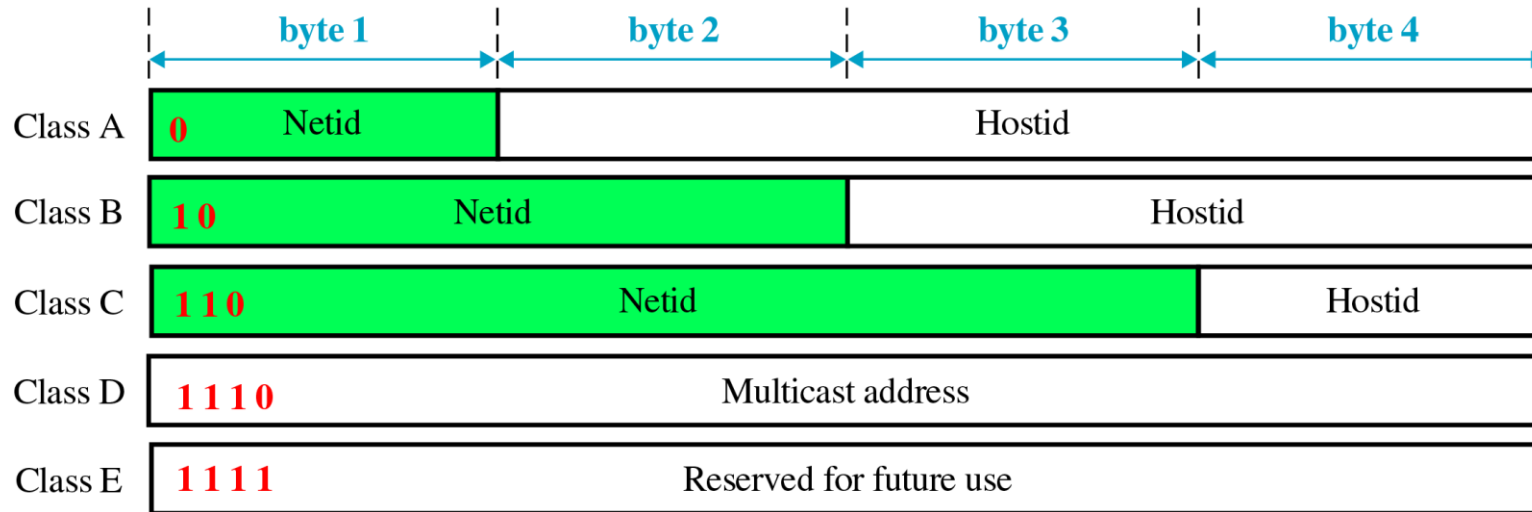 byte 1 byte 2 byte 3 byte 4
Class A 0 Netid Hostid
Class B 1 0 Netid Hostid
Class C 1 1 0 Netid Hostid
Class D 1 1 1 0 Multicast address
Class E 1 1 1 1 Reserved for future use